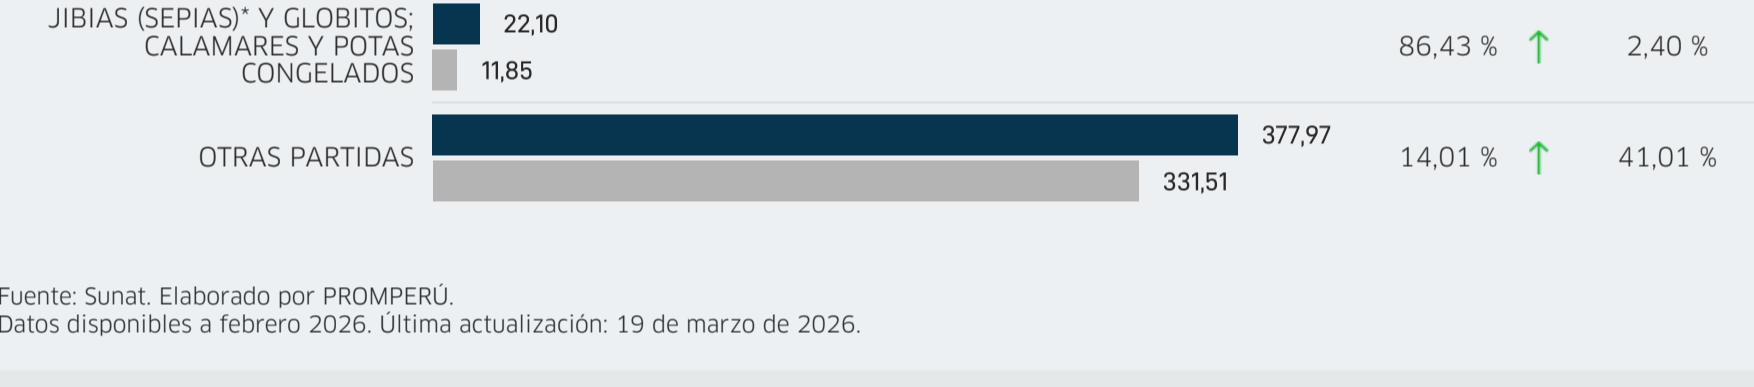 JIBIAS (SEPIAS)* Y GLOBITOS;
CALAMARES Y POTAS
CONGELADOS
22,10
11,85
86,43 % ↑ 2,40 %
OTRAS PARTIDAS
377,97
331,51
14,01 % ↑ 41,01 %
Fuente: Sunat. Elaborado por PROMPERÚ.
Datos disponibles a febrero 2026. Última actualización: 19 de marzo de 2026.